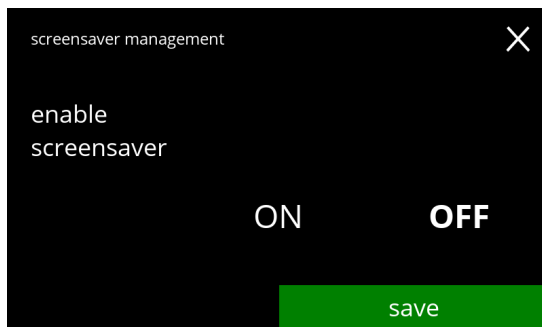 screensaver management
enable
screensaver
ON OFF
save